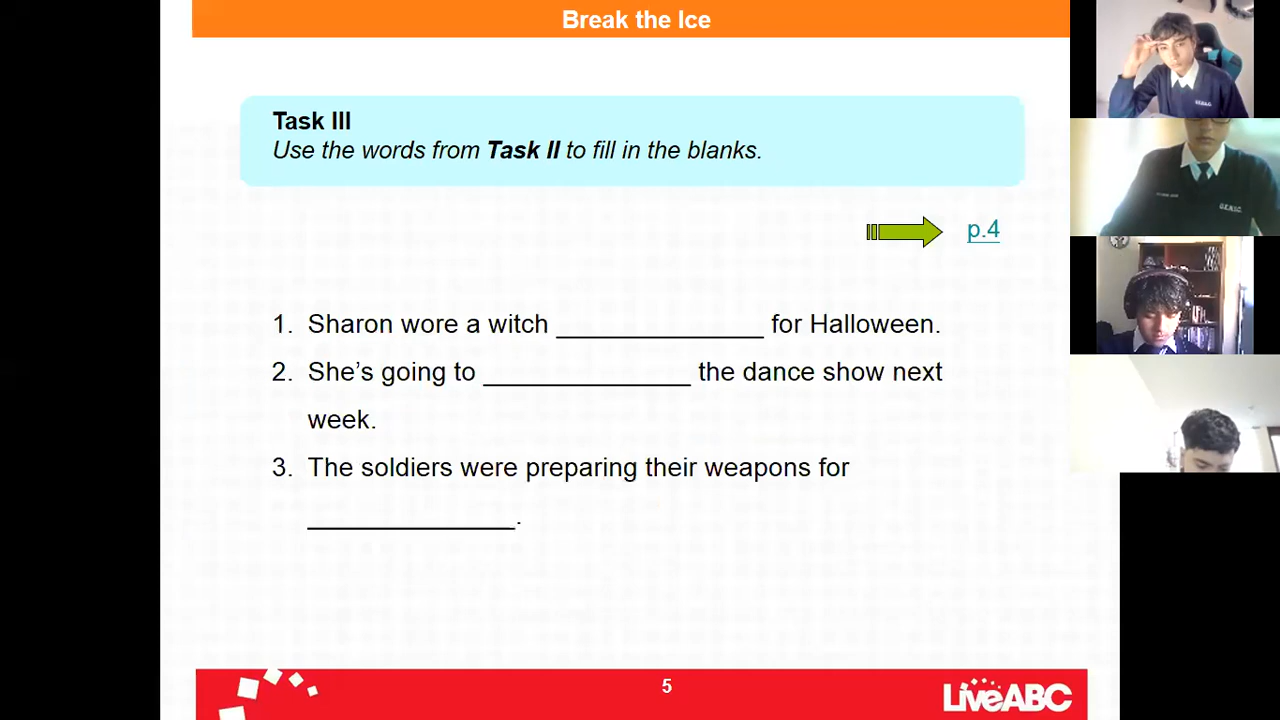 Break the Ice
Task III
Use the words from Task II to fill in the blanks.
p.4
1. Sharon wore a witch ______________ for Halloween.
2. She’s going to ______________ the dance show next
week.
3. The soldiers were preparing their weapons for
______________.
5
LiveABC